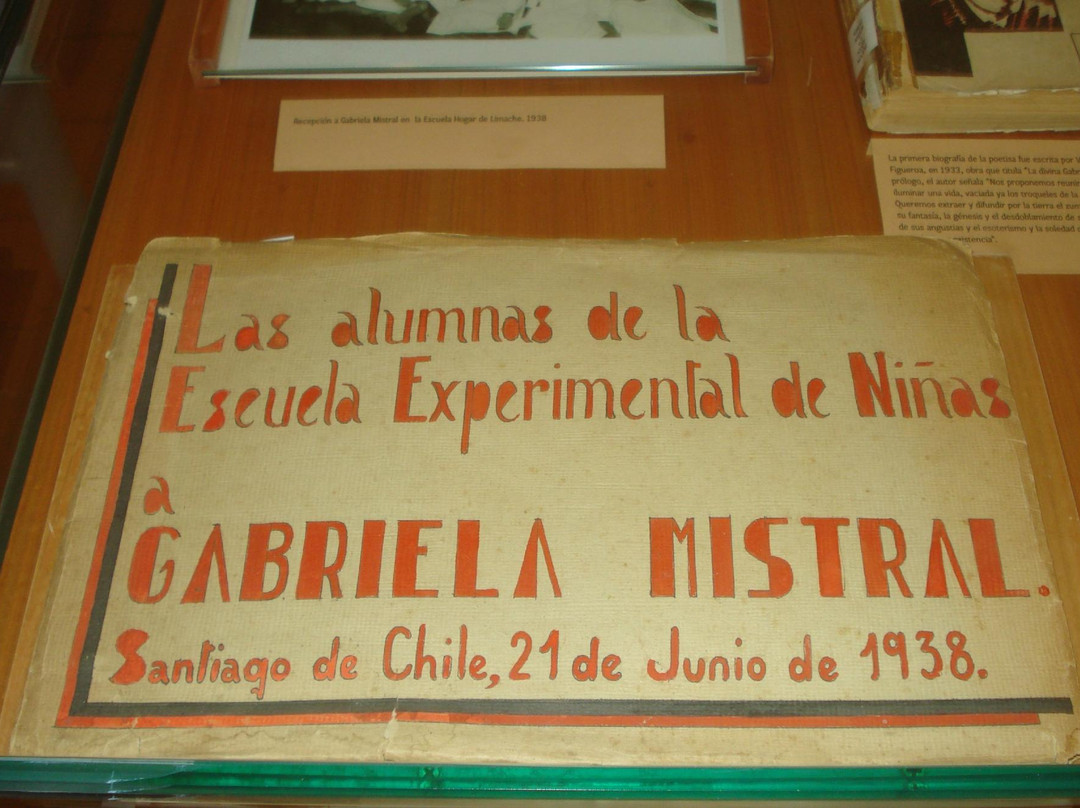 Recepción a Gabriela Mistral en la Escuela Hogar de Limache. 1938
La primera biografía de la poetisa fue escrita por
Figueroa, en 1933, obra que titula "La divina
prólogo, el autor señala "Nos proponemos
iluminar una vida, vaciada ya los troqueles de la
Queremos extraer y difundir por la tierra el
su fantasía, la génesis y el desdoblamiento de
de sus angustias y el esoterismo y la soledad
Las alumnas de la
Escuela Experimental de Niñas
a
GABRIELA MISTRAL.
Santiago de Chile, 21 de Junio de 1938.